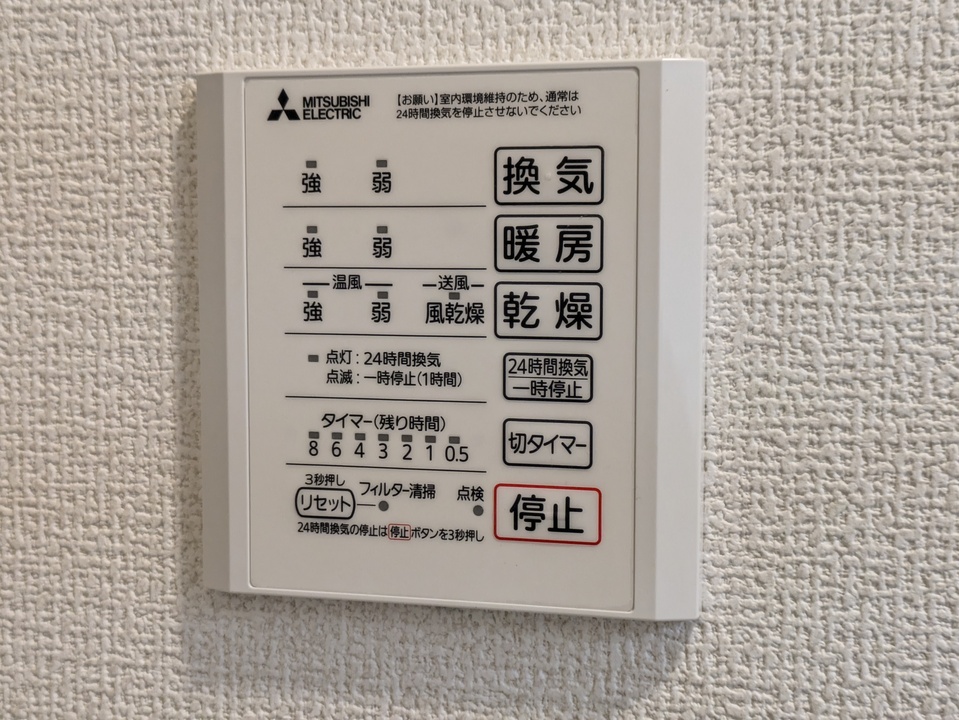 MITSUBISHI
ELECTRIC
【お願い】室内環境維持のため、通常は
24時間換気を停止させないでください
強 弱 換気
強 弱 暖房
温風 送風
強 弱 風乾燥 乾燥
点灯：24時間換気
点滅：一時停止(1時間)
24時間換気
一時停止
タイマー(残り時間)
8 6 4 3 2 1 0.5
切タイマー
3秒押し
リセット フィルター清掃 点検
停止
24時間換気の停止は停止ボタンを3秒押し